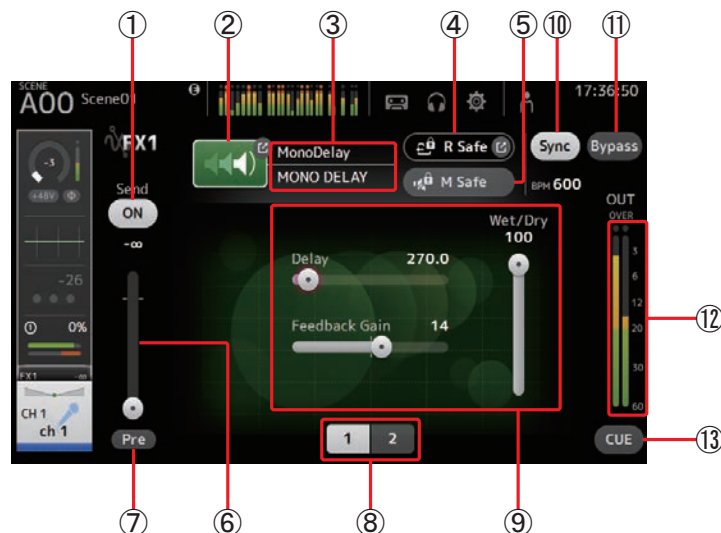 ① ② ③ ④ ⑤ ⑩ ⑪
SCENE
A00 Scene01
E
17:36:50
-3
+48V Φ
-26
0%
FX1 -∞
CH 1
ch 1
FX1
Send
ON
-∞
Pre
MonoDelay
MONO DELAY
R Safe
M Safe
Sync
Bypass
BPM 600
Delay 270.0
Feedback Gain 14
Wet/Dry
100
1 2
OUT
OVER
3
6
12
20
30
60
CUE
⑫
⑬
⑦ ⑥ ⑧ ⑨